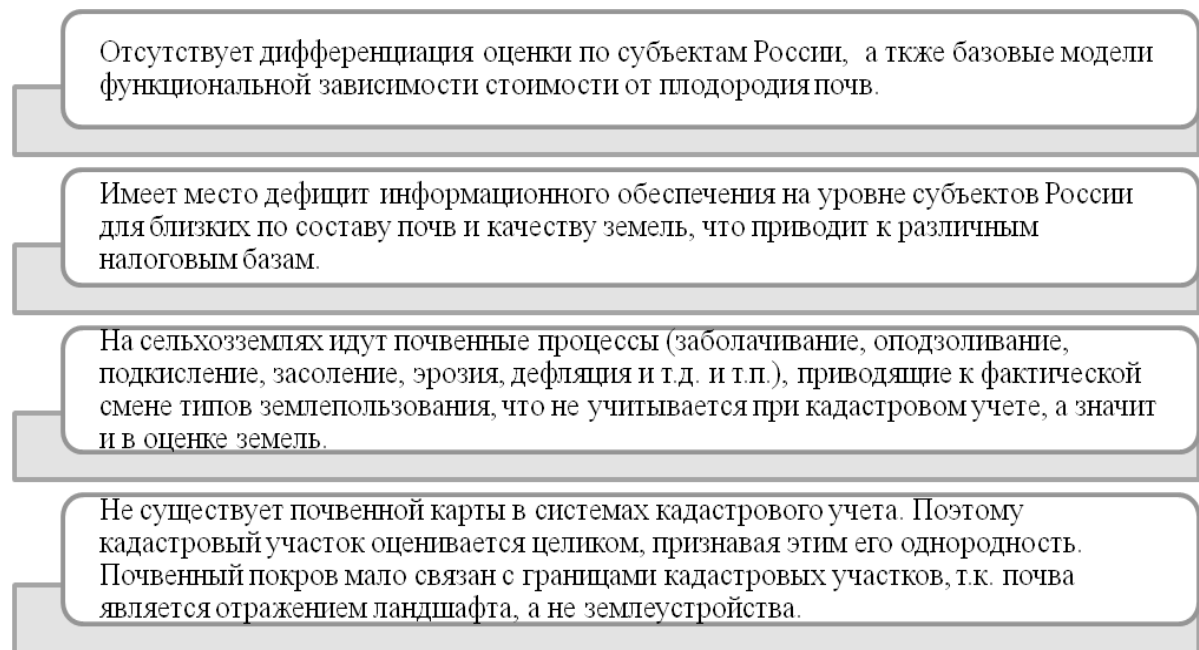 Отсутствует дифференциация оценки по субъектам России, а ткже базовые модели
функциональной зависимости стоимости от плодородия почв.
Имеет место дефицит информационного обеспечения на уровне субъектов России
для близких по составу почв и качеству земель, что приводит к различным
налоговым базам.
На сельхозземлях идут почвенные процессы (заболачивание, оподзоливание,
подкисление, засоление, эрозия, дефляция и т.д. и т.п.), приводящие к фактической
смене типов землепользования, что не учитывается при кадастровом учете, а значит
и в оценке земель.
Не существует почвенной карты в системах кадастрового учета. Поэтому
кадастровый участок оценивается целиком, признавая этим его однородность.
Почвенный покров мало связан с границами кадастровых участков, т.к. почва
является отражением ландшафта, а не землеустройства.